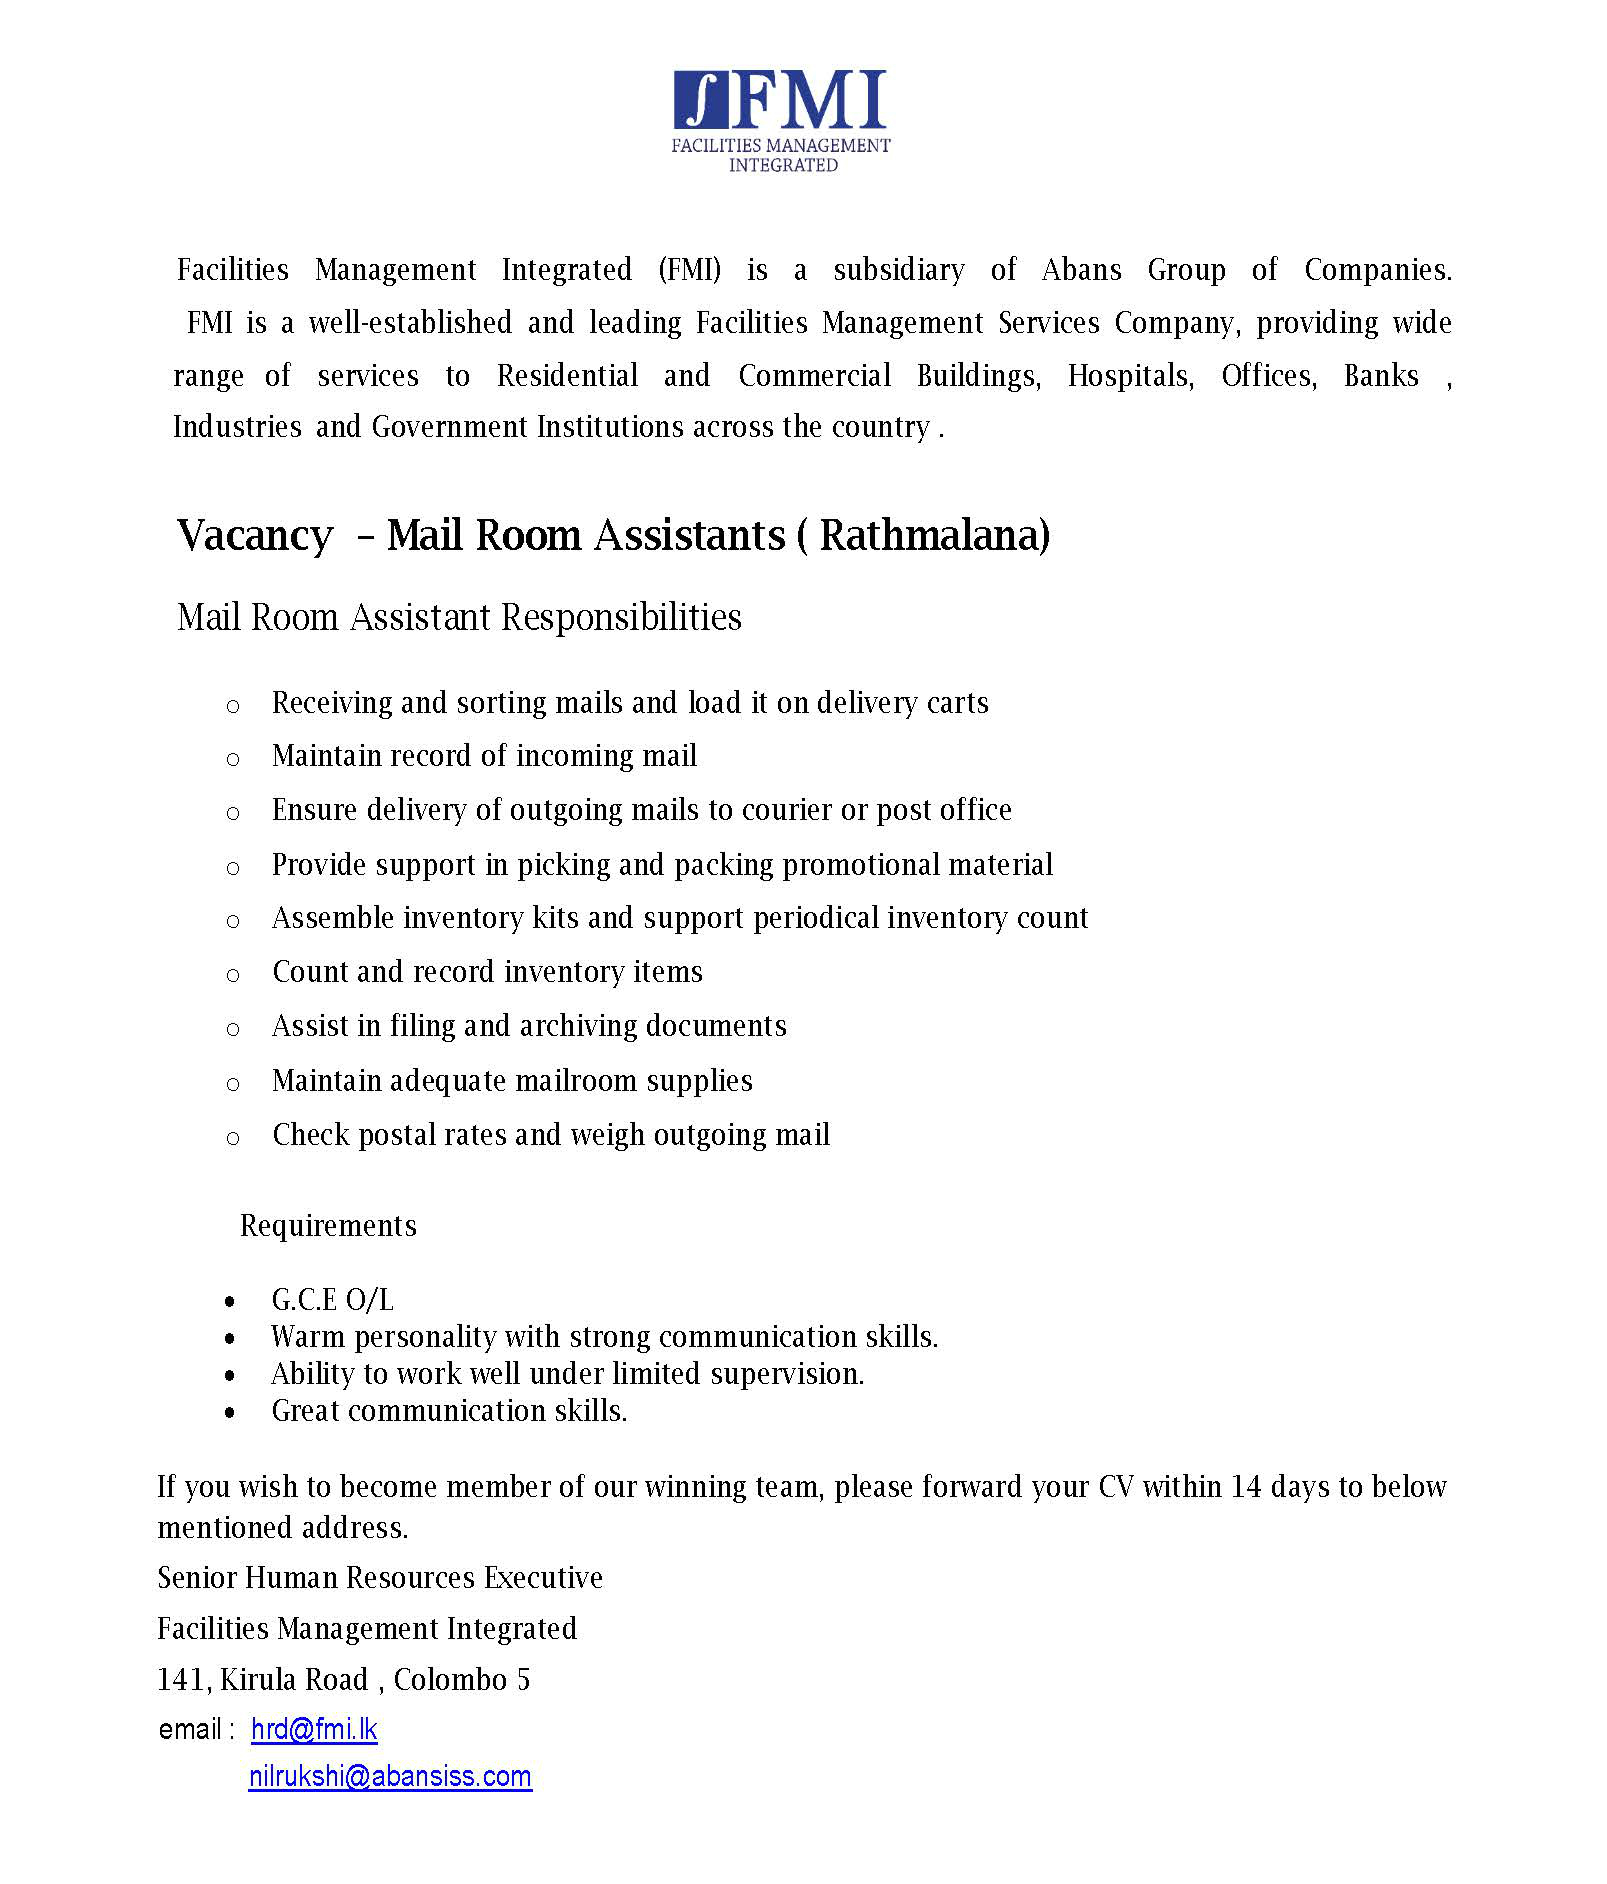 FMI
FACILITIES MANAGEMENT
INTEGRATED
Facilities Management Integrated (FMI) is a subsidiary of Abans Group of Companies.
FMI is a well-established and leading Facilities Management Services Company, providing wide
range of services to Residential and Commercial Buildings, Hospitals, Offices, Banks ,
Industries and Government Institutions across the country .
Vacancy – Mail Room Assistants ( Rathmalana)
Mail Room Assistant Responsibilities
o Receiving and sorting mails and load it on delivery carts
o Maintain record of incoming mail
o Ensure delivery of outgoing mails to courier or post office
o Provide support in picking and packing promotional material
o Assemble inventory kits and support periodical inventory count
o Count and record inventory items
o Assist in filing and archiving documents
o Maintain adequate mailroom supplies
o Check postal rates and weigh outgoing mail
Requirements
• G.C.E O/L
• Warm personality with strong communication skills.
• Ability to work well under limited supervision.
• Great communication skills.
If you wish to become member of our winning team, please forward your CV within 14 days to below
mentioned address.
Senior Human Resources Executive
Facilities Management Integrated
141, Kirula Road , Colombo 5
email : hrd@fmi.lk
nilrukshi@abansiss.com